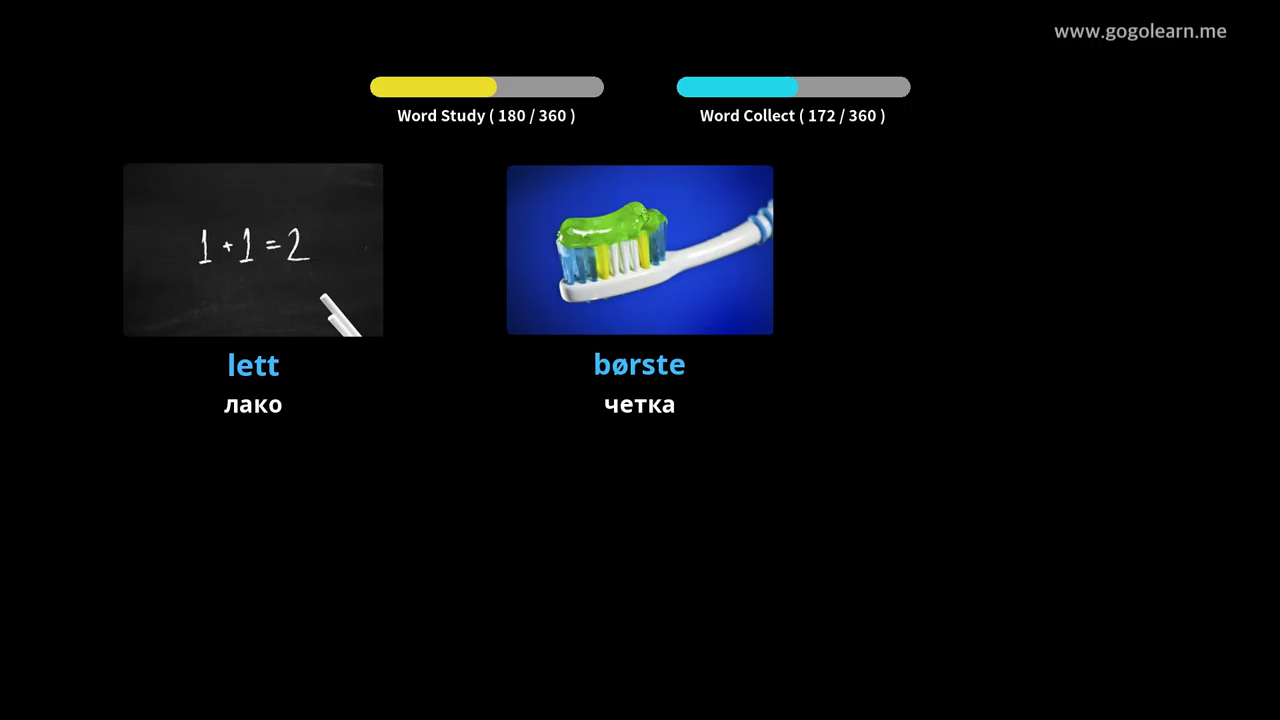 www.gogolearn.me
Word Study ( 180 / 360 )
Word Collect ( 172 / 360 )
1 + 1 = 2
lett
лако
børste
четка